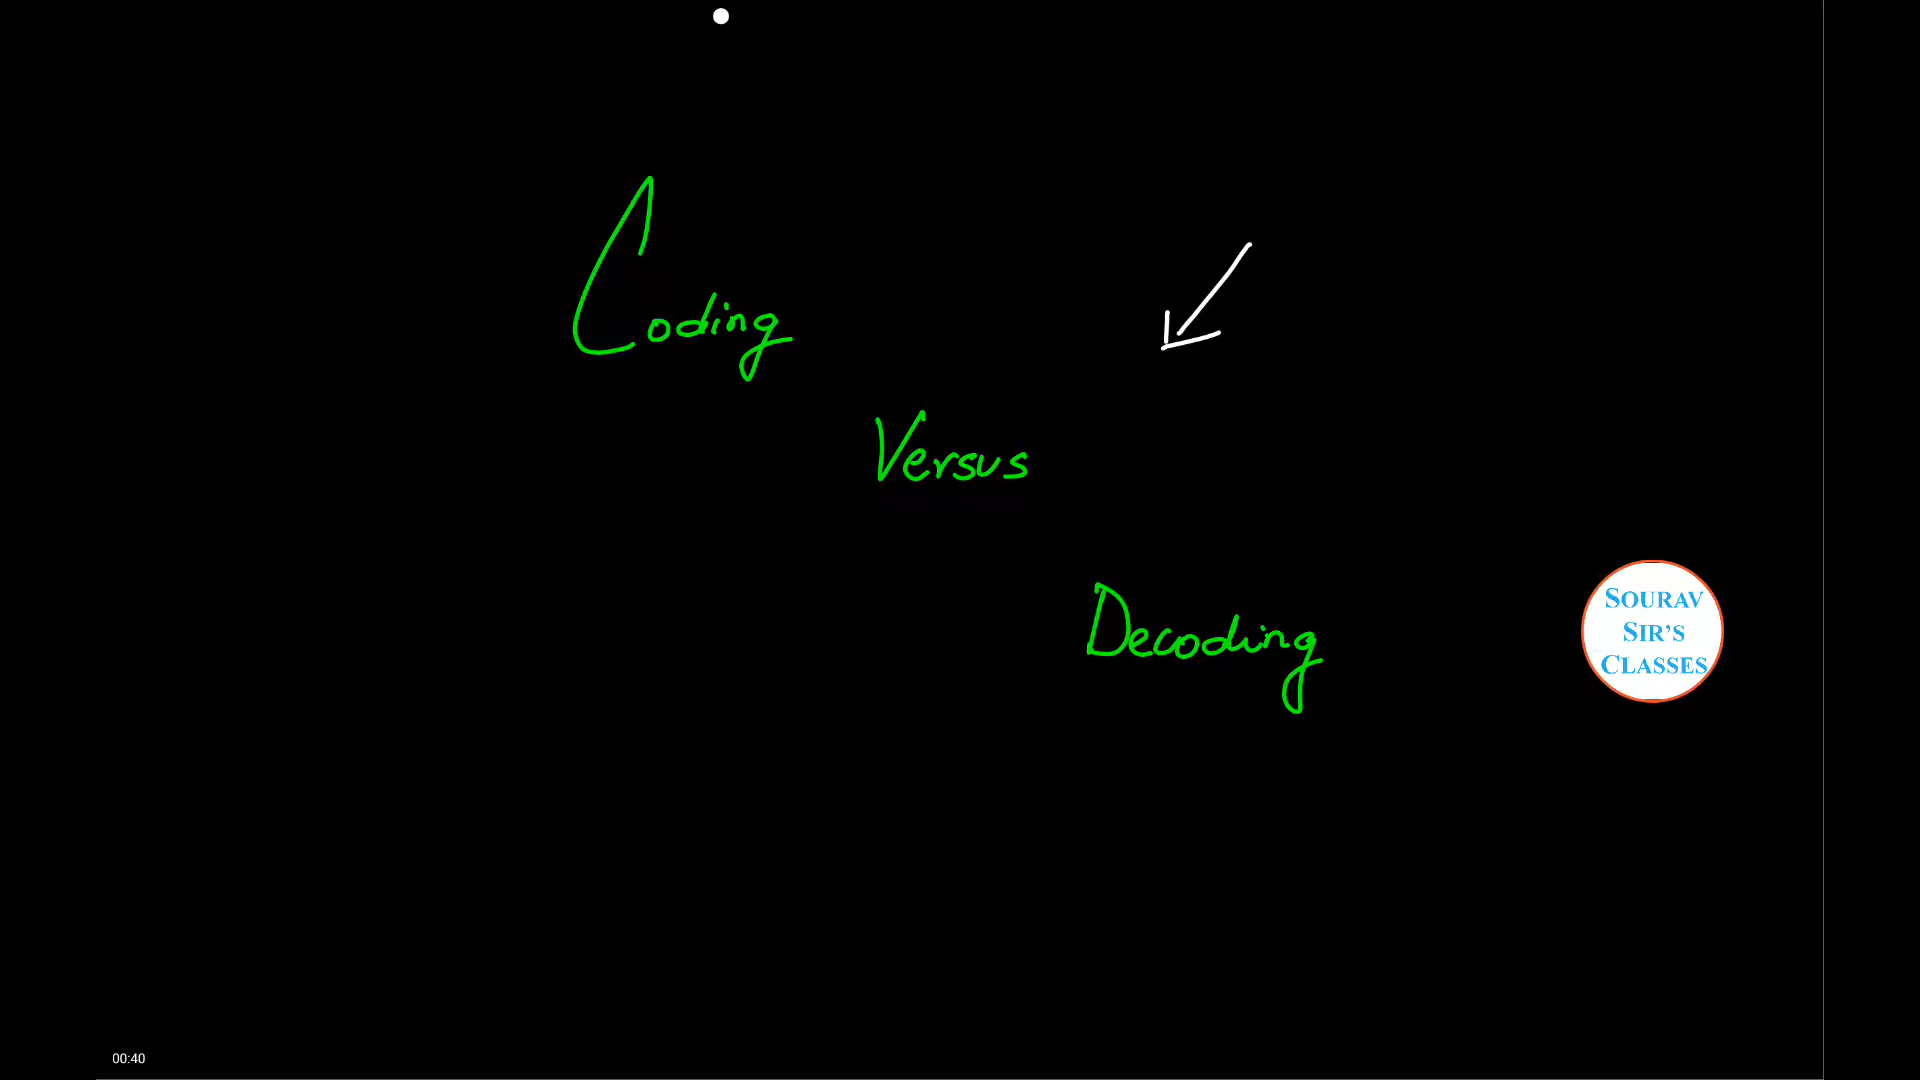 Coding
Versus
Decoding
SOURAV
SIR'S
CLASSES
00:40